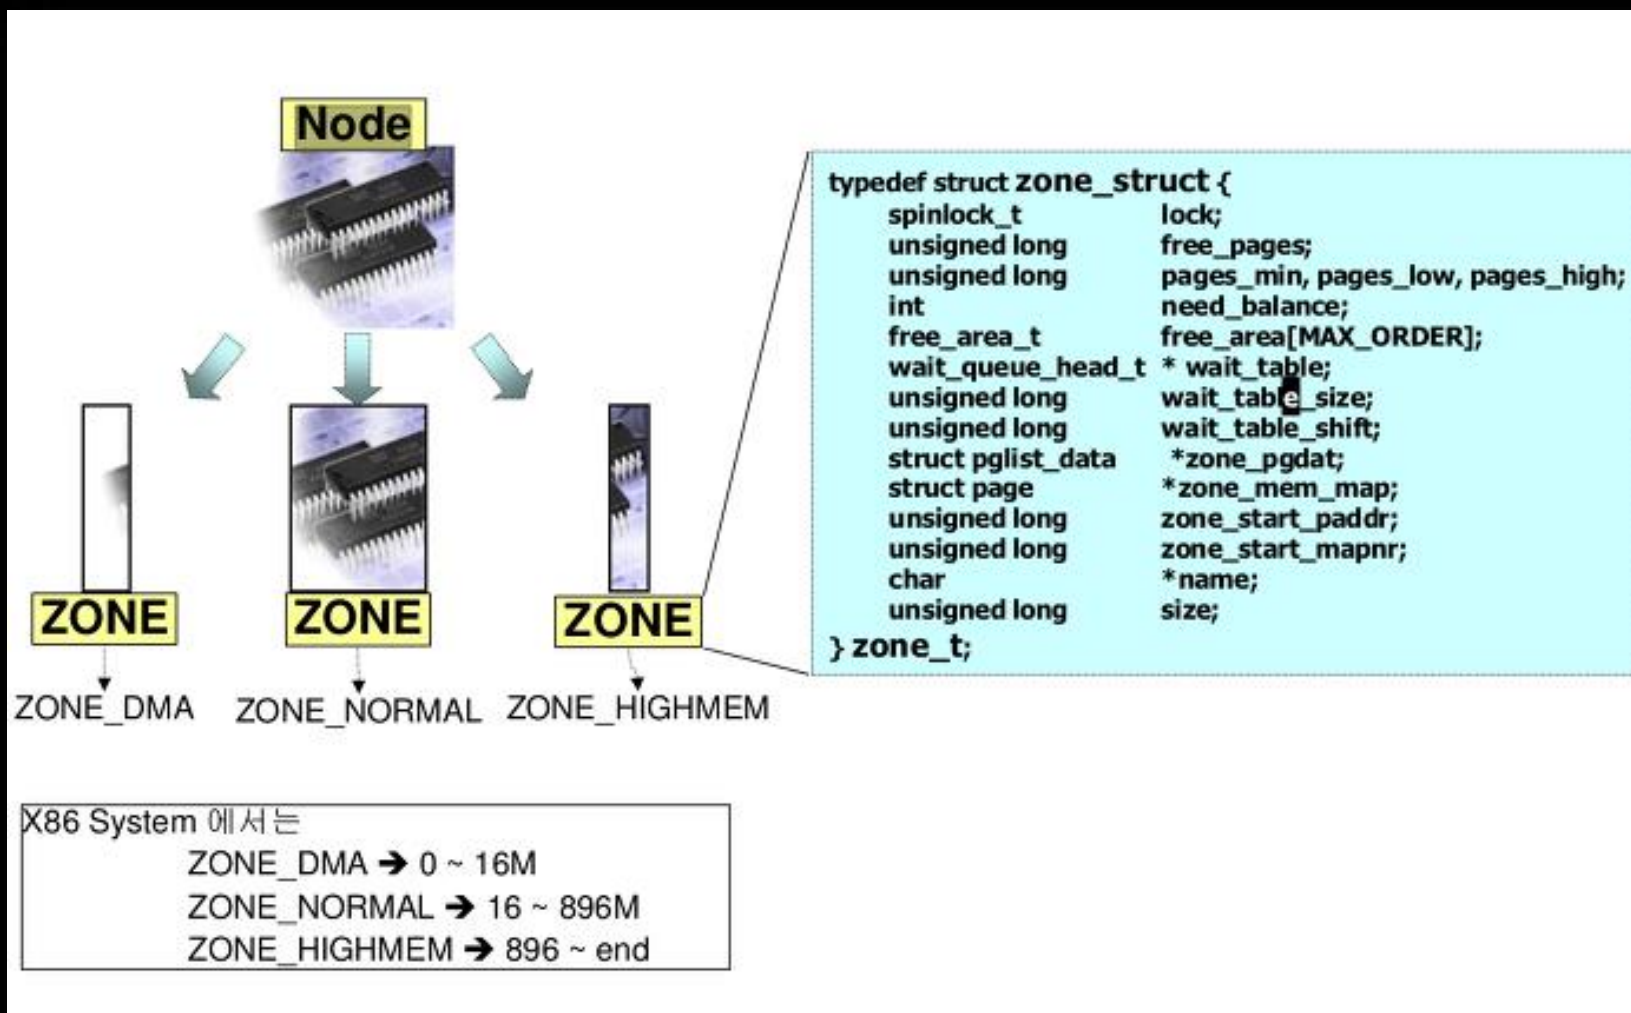 Node
typedef struct zone_struct {
spinlock_t lock;
unsigned long free_pages;
unsigned long pages_min, pages_low, pages_high;
int need_balance;
free_area_t free_area[MAX_ORDER];
wait_queue_head_t * wait_table;
unsigned long wait_table_size;
unsigned long wait_table_shift;
struct pglist_data *zone_pgdat;
struct page *zone_mem_map;
unsigned long zone_start_paddr;
unsigned long zone_start_mapnr;
char *name;
unsigned long size;
} zone_t;
ZONE ZONE ZONE
ZONE_DMA ZONE_NORMAL ZONE_HIGHMEM
X86 System 에서는
ZONE_DMA ➔ 0 ~ 16M
ZONE_NORMAL ➔ 16 ~ 896M
ZONE_HIGHMEM ➔ 896 ~ end